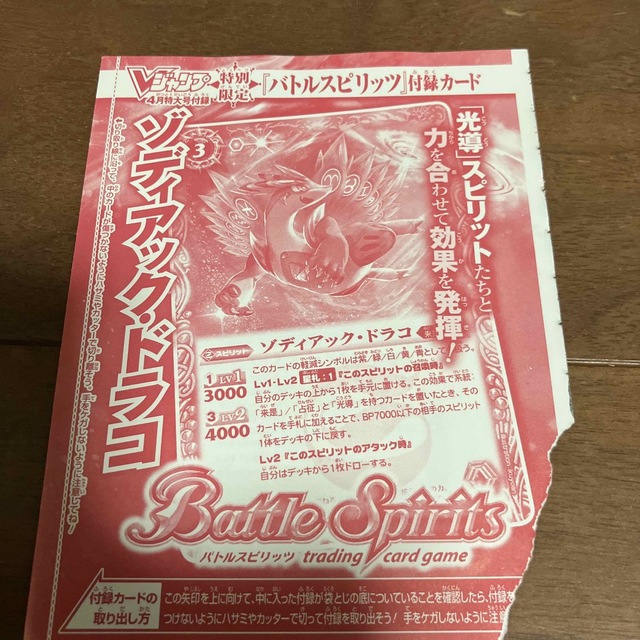 Vジャンプ
4月特大号付録
特別
限定
『バトルスピリッツ』付録カード
「光導」スピリットたちと
力を合わせて効果を発揮！
ゾディアック・ドラコ
3
②スピリット
ゾディアック・ドラコ
このカードの軽減シンボルは紫/緑/白/黄/青としても扱う。
1 LV1
3000
3 LV2
4000
Lv1・Lv2 星札:1『このスピリットの召喚時』
自分のデッキの上から1枚を手元に置ける。この効果で系統:
「来是」/「占征」と「光導」を持つカードを置いたとき、その
カードを手札に加えることで、BP7000以下の相手のスピリット
1体をデッキの下に戻す。
Lv2『このスピリットのアタック時』
自分はデッキから1枚ドローする。
Battle Spirits
バトルスピリッツ trading card game
付録カードの
取り出し方
この矢印を上に向けて、中に入った付録が袋とじの底についていることを確認したら、付録を
つけないようにハサミやカッターで切って付録を取り出そう！ 手をケガしないように注意